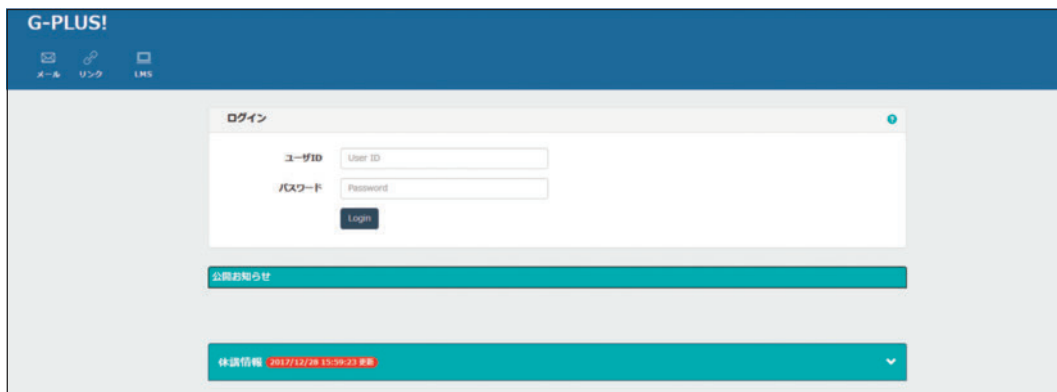 G-PLUS!
メール リンク LMS
ログイン
ユーザID User ID
パスワード Password
Login
公開お知らせ
休講情報 2017/12/28 15:59:23 更新